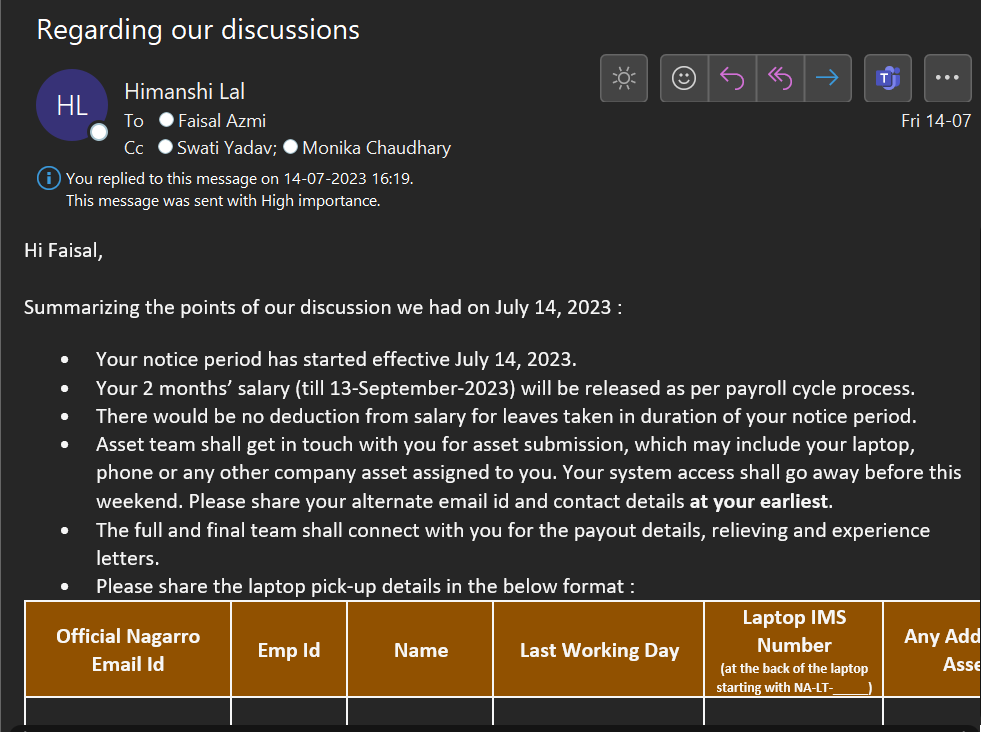 Regarding our discussions
HL
Himanshi Lal
To Faisal Azmi
Fri 14-07
Cc Swati Yadav; Monika Chaudhary
You replied to this message on 14-07-2023 16:19.
This message was sent with High importance.
Hi Faisal,
Summarizing the points of our discussion we had on July 14, 2023 :
• Your notice period has started effective July 14, 2023.
• Your 2 months’ salary (till 13-September-2023) will be released as per payroll cycle process.
• There would be no deduction from salary for leaves taken in duration of your notice period.
• Asset team shall get in touch with you for asset submission, which may include your laptop,
phone or any other company asset assigned to you. Your system access shall go away before this
weekend. Please share your alternate email id and contact details at your earliest.
• The full and final team shall connect with you for the payout details, relieving and experience
letters.
• Please share the laptop pick-up details in the below format :
Official Nagarro
Email Id
Emp Id
Name
Last Working Day
Laptop IMS
Number
(at the back of the laptop
starting with NA-LT-_____)
Any Add
Asse